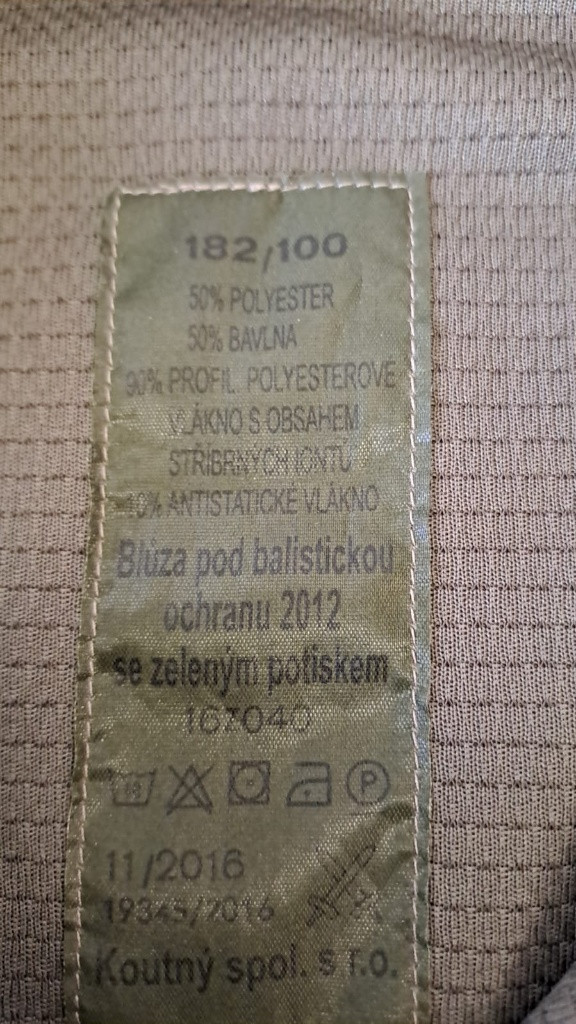 182/100
50% POLYESTER
50% BAVLNA
90% PROFIL. POLYESTEROVÉ
VLÁKNO S OBSAHEM
STŘÍBRNÝCH IONTŮ
10% ANTISTATICKÉ VLÁKNO
Blůza pod balistickou
ochranu 2012
se zeleným potiskem
16Z040
P
11/2016
19345/2016
Koutný spol. s r.o.